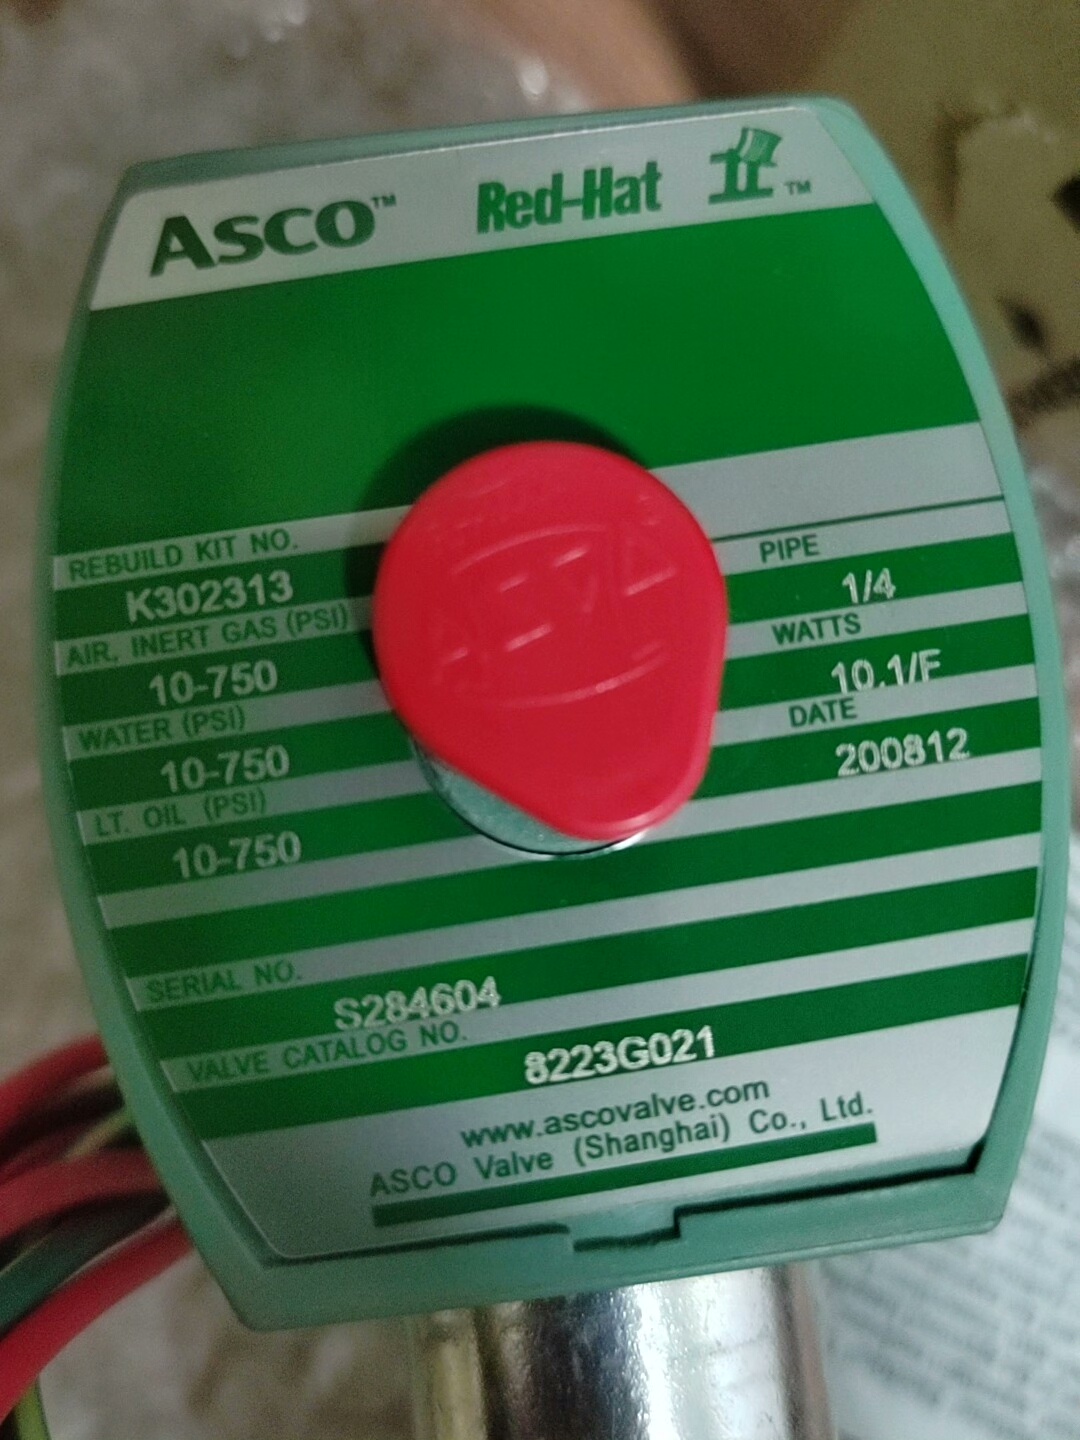 ASCO™ Red-Hat II™
REBUILD KIT NO.
K302313
AIR, INERT GAS (PSI)
10-750
WATER (PSI)
10-750
LT. OIL (PSI)
10-750
PIPE
1/4
WATTS
10.1/F
DATE
200812
SERIAL NO.
S284604
VALVE CATALOG NO.
8223G021
www.ascovalve.com
ASCO Valve (Shanghai) Co., Ltd.